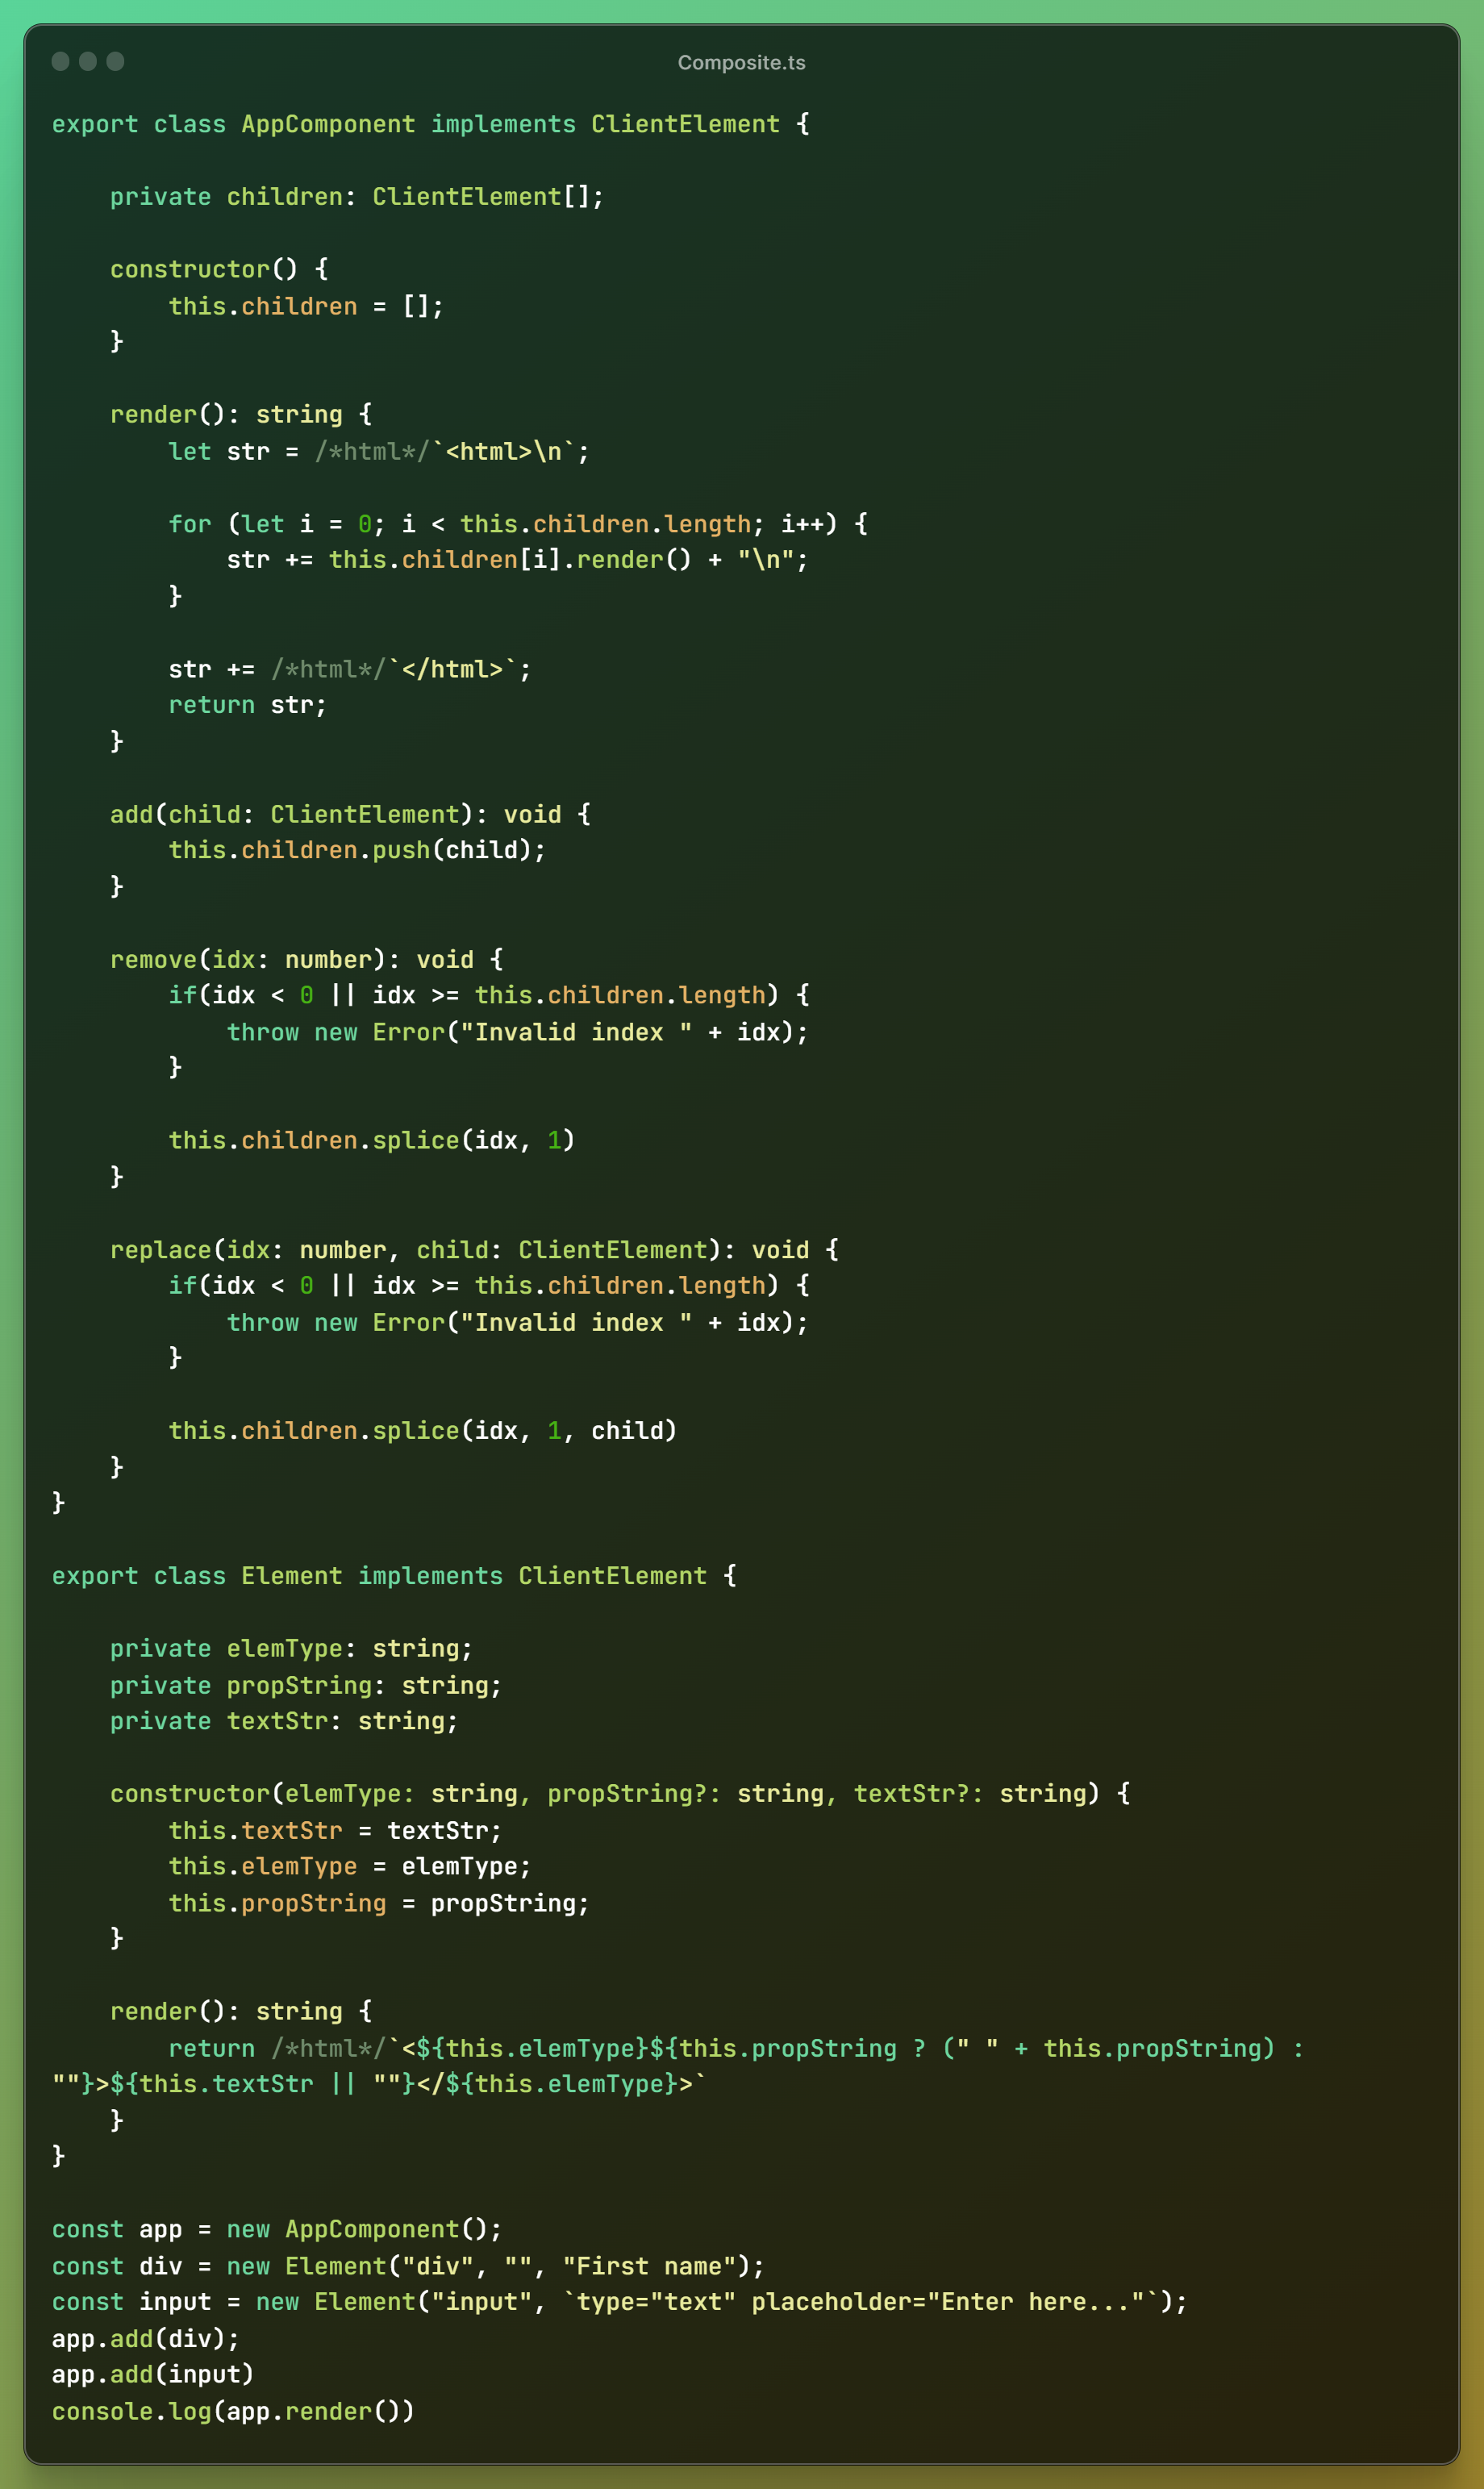 Composite.ts
export class AppComponent implements ClientElement {

    private children: ClientElement[];

    constructor() {
        this.children = [];
    }

    render(): string {
        let str = /*html*/`<html>\n`;

        for (let i = 0; i < this.children.length; i++) {
            str += this.children[i].render() + "\n";
        }

        str += /*html*/`</html>`;
        return str;
    }

    add(child: ClientElement): void {
        this.children.push(child);
    }

    remove(idx: number): void {
        if(idx < 0 || idx >= this.children.length) {
            throw new Error("Invalid index " + idx);
        }

        this.children.splice(idx, 1)
    }

    replace(idx: number, child: ClientElement): void {
        if(idx < 0 || idx >= this.children.length) {
            throw new Error("Invalid index " + idx);
        }

        this.children.splice(idx, 1, child)
    }
}

export class Element implements ClientElement {

    private elemType: string;
    private propString: string;
    private textStr: string;

    constructor(elemType: string, propString?: string, textStr?: string) {
        this.textStr = textStr;
        this.elemType = elemType;
        this.propString = propString;
    }

    render(): string {
        return /*html*/`<${this.elemType}${this.propString ? (" " + this.propString) :
""}>${this.textStr || ""}</${this.elemType}>`
    }
}

const app = new AppComponent();
const div = new Element("div", "", "First name");
const input = new Element("input", `type="text" placeholder="Enter here..."`);
app.add(div);
app.add(input)
console.log(app.render())